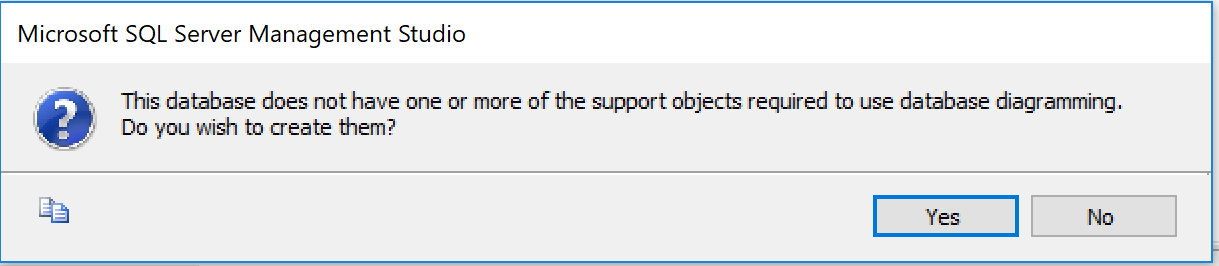 Microsoft SQL Server Management Studio
This database does not have one or more of the support objects required to use database diagramming.
Do you wish to create them?
Yes No